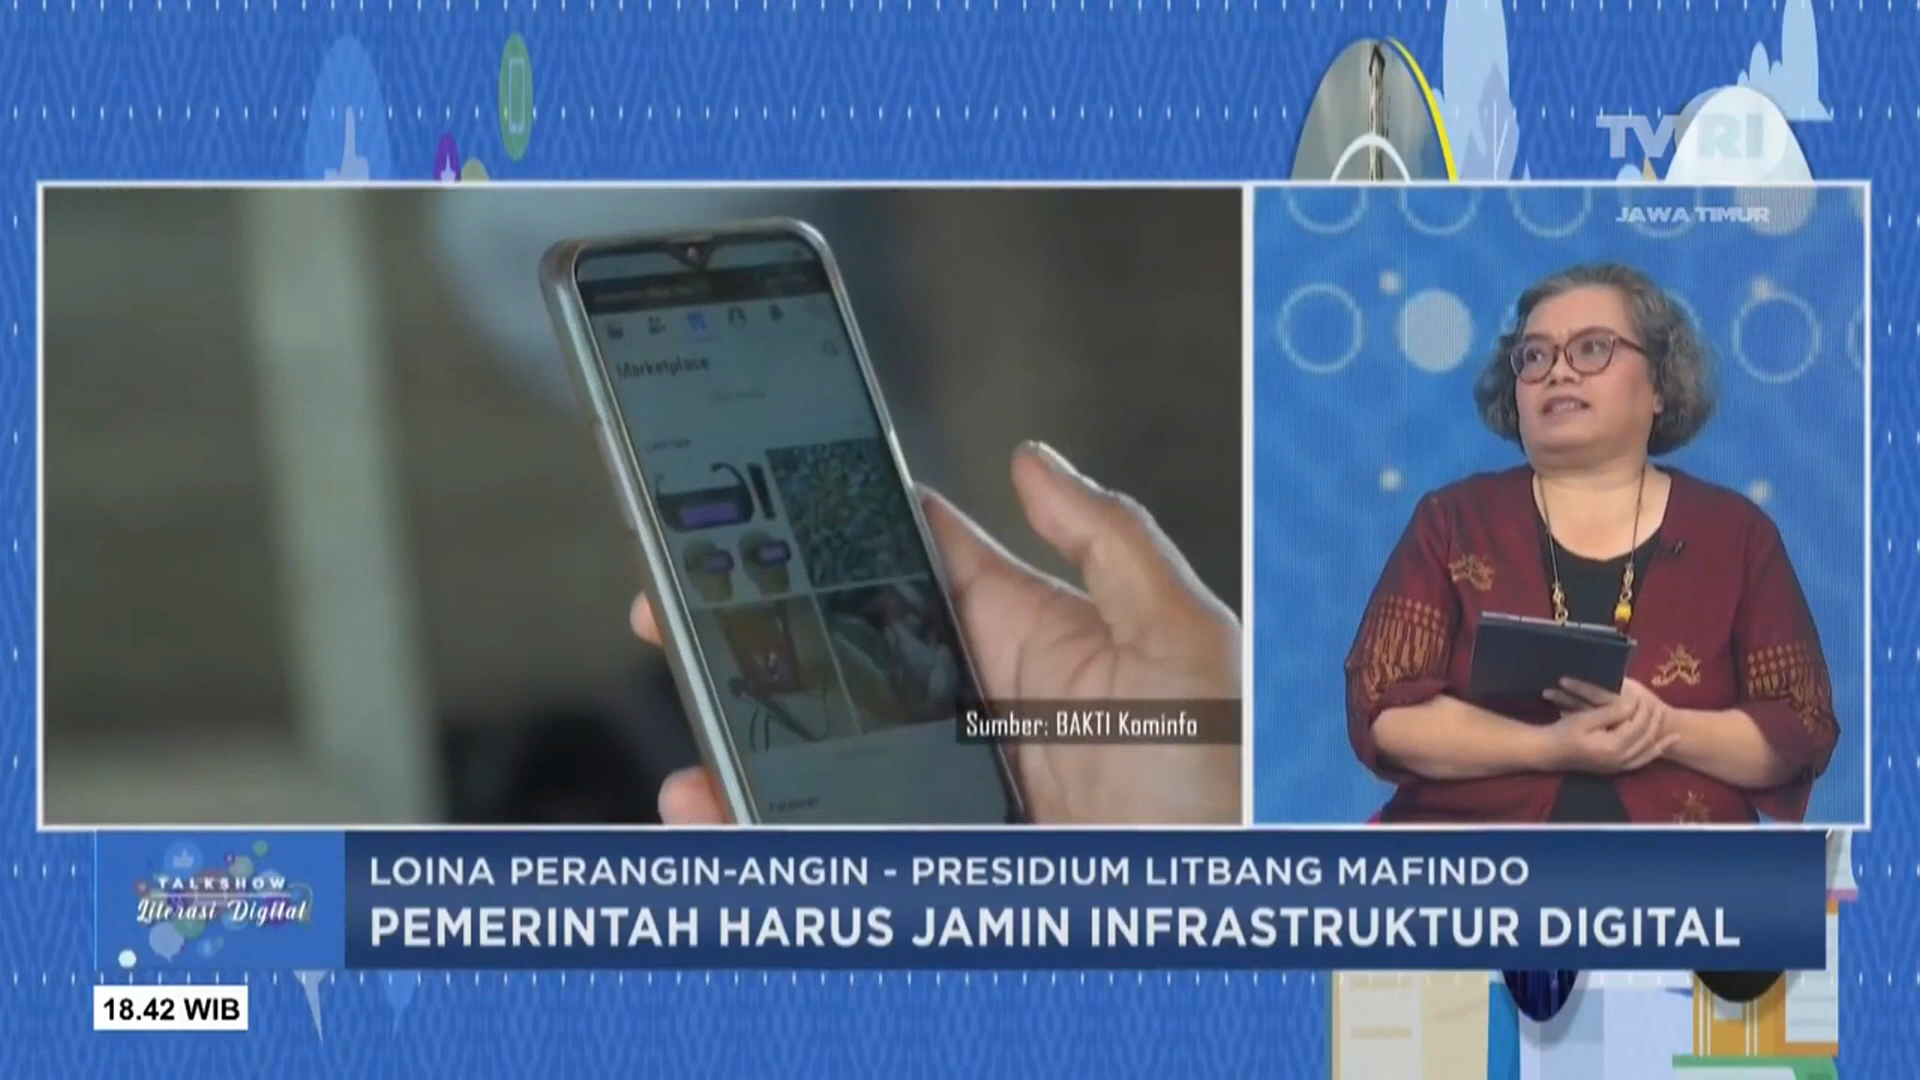 TVRI
JAWA TIMUR
Marketplace
Sumber: BAKTI Kominfo
TALKSHOW
Literasi Digital
LOINA PERANGIN-ANGIN - PRESIDIUM LITBANG MAFINDO
PEMERINTAH HARUS JAMIN INFRASTRUKTUR DIGITAL
18.42 WIB